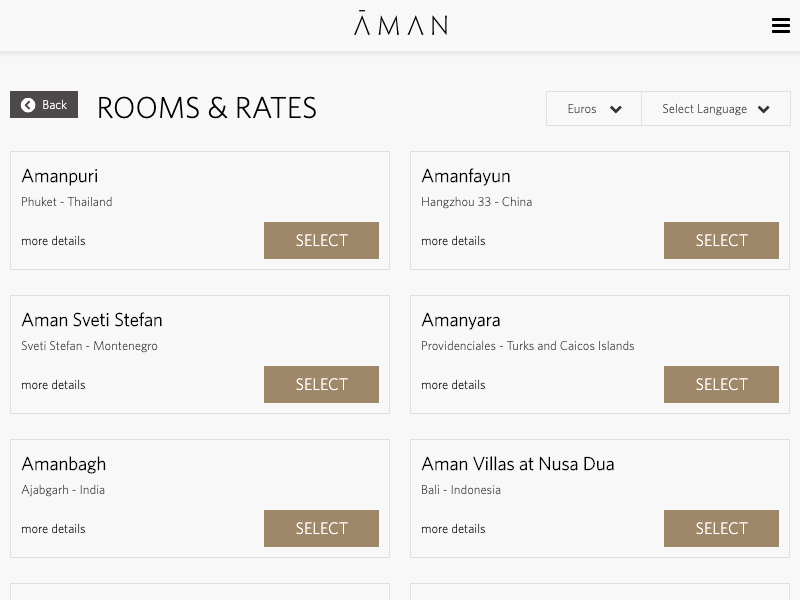 ĀMAN
Back
ROOMS & RATES
Euros
Select Language
Amanpuri
Phuket - Thailand
more details
SELECT
Amanfayun
Hangzhou 33 - China
more details
SELECT
Aman Sveti Stefan
Sveti Stefan - Montenegro
more details
SELECT
Amanyara
Providenciales - Turks and Caicos Islands
more details
SELECT
Amanbagh
Ajabgarh - India
more details
SELECT
Aman Villas at Nusa Dua
Bali - Indonesia
more details
SELECT